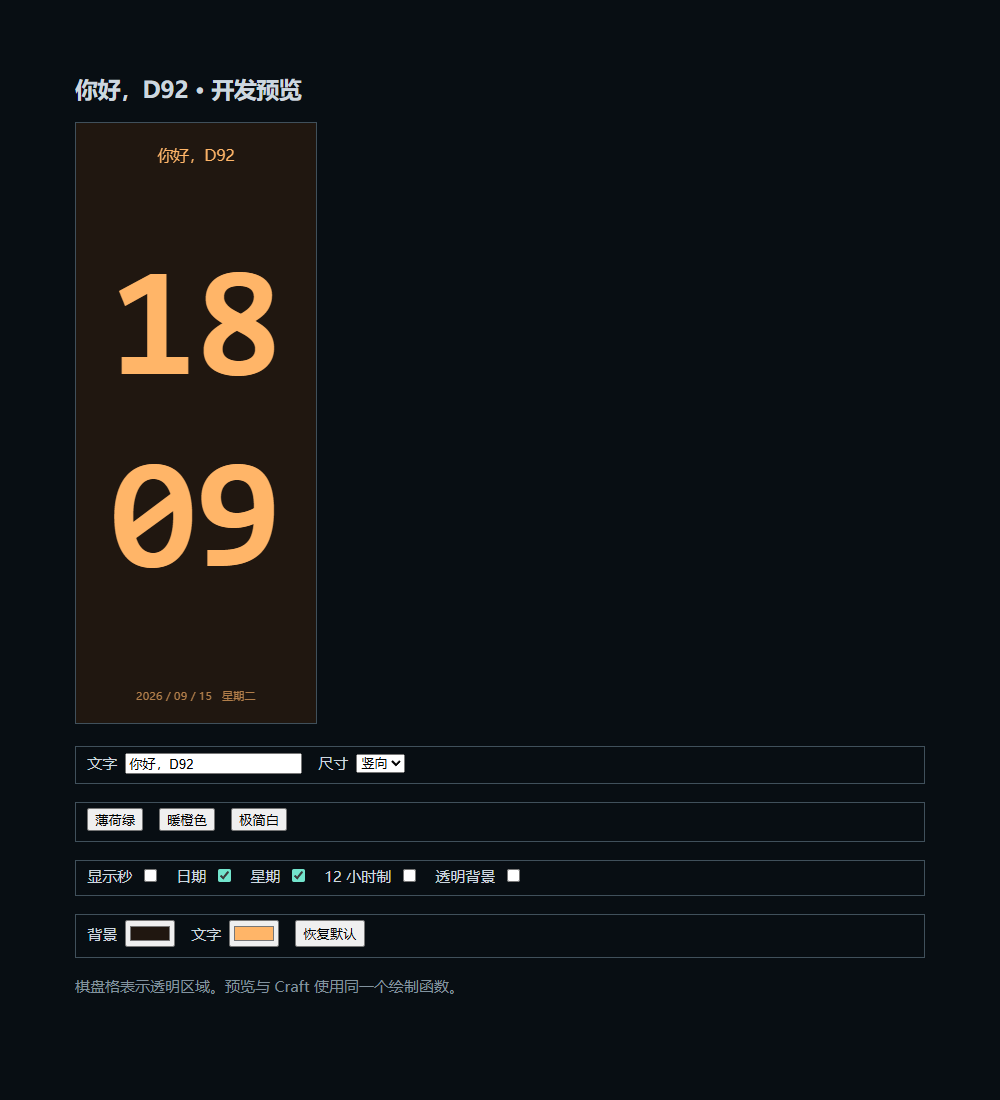 你好，D92 • 开发预览
你好，D92
18
09
2026 / 09 / 15 星期二
文字 你好，D92 尺寸 竖向
薄荷绿 暖橙色 极简白
显示秒 日期 星期 12 小时制 透明背景
背景 文字 恢复默认
棋盘格表示透明区域。预览与 Craft 使用同一个绘制函数。